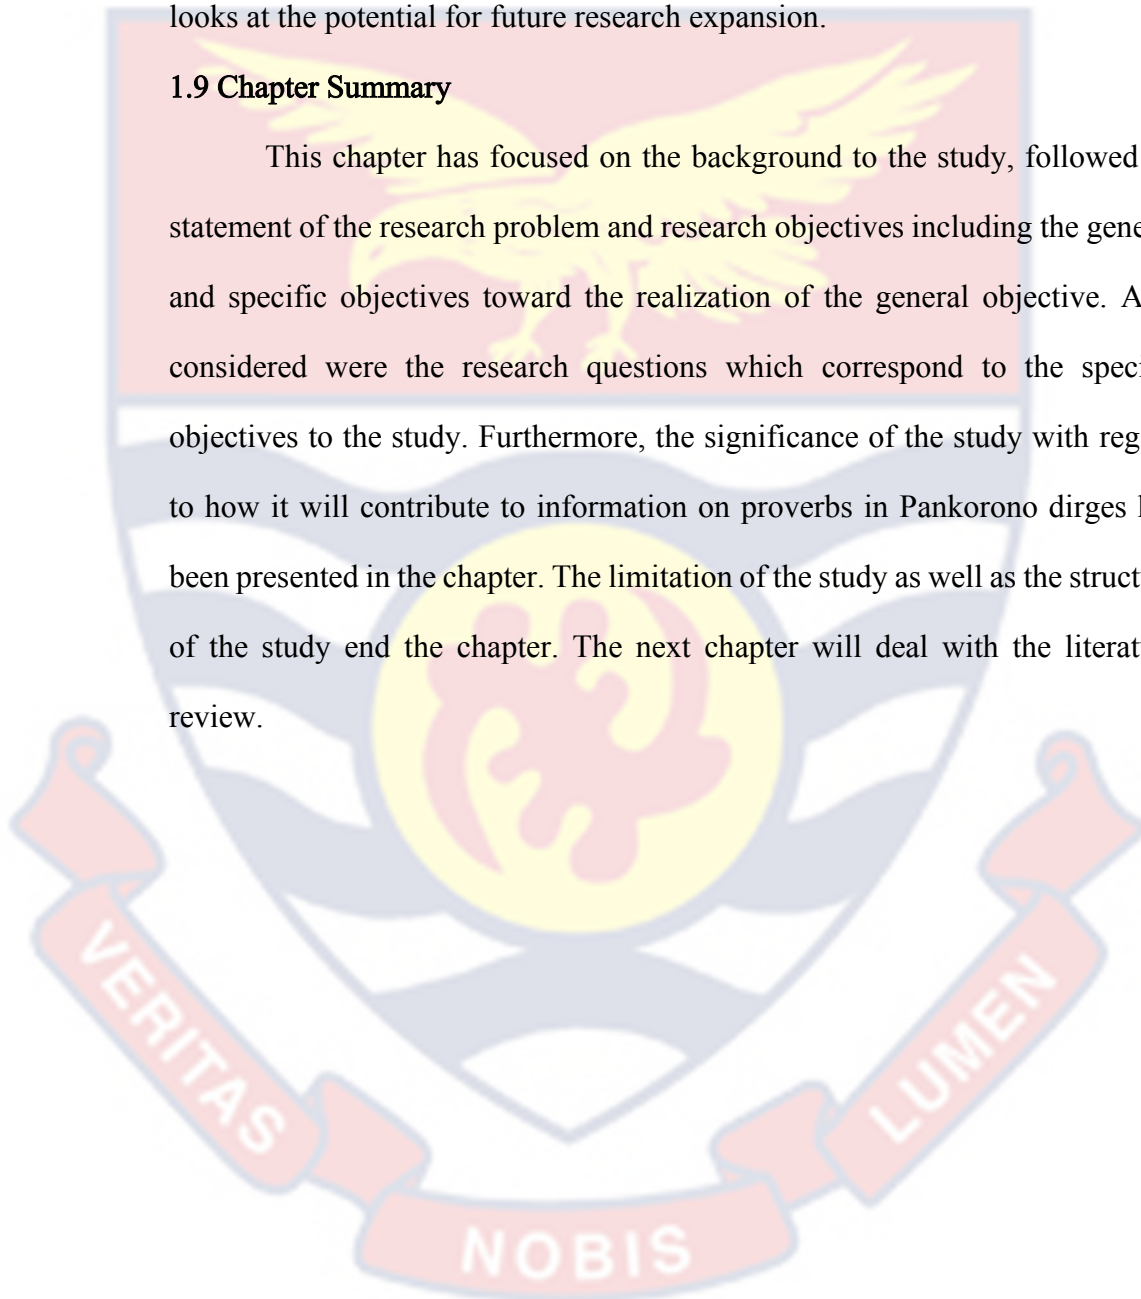 looks at the potential for future research expansion.
1.9 Chapter Summary
This chapter has focused on the background to the study, followed
statement of the research problem and research objectives including the gene
and specific objectives toward the realization of the general objective. A
considered were the research questions which correspond to the speci
objectives to the study. Furthermore, the significance of the study with reg
to how it will contribute to information on proverbs in Pankorono dirges
been presented in the chapter. The limitation of the study as well as the struct
of the study end the chapter. The next chapter will deal with the literat
review.
VERITAS
NOBIS
LUMEN